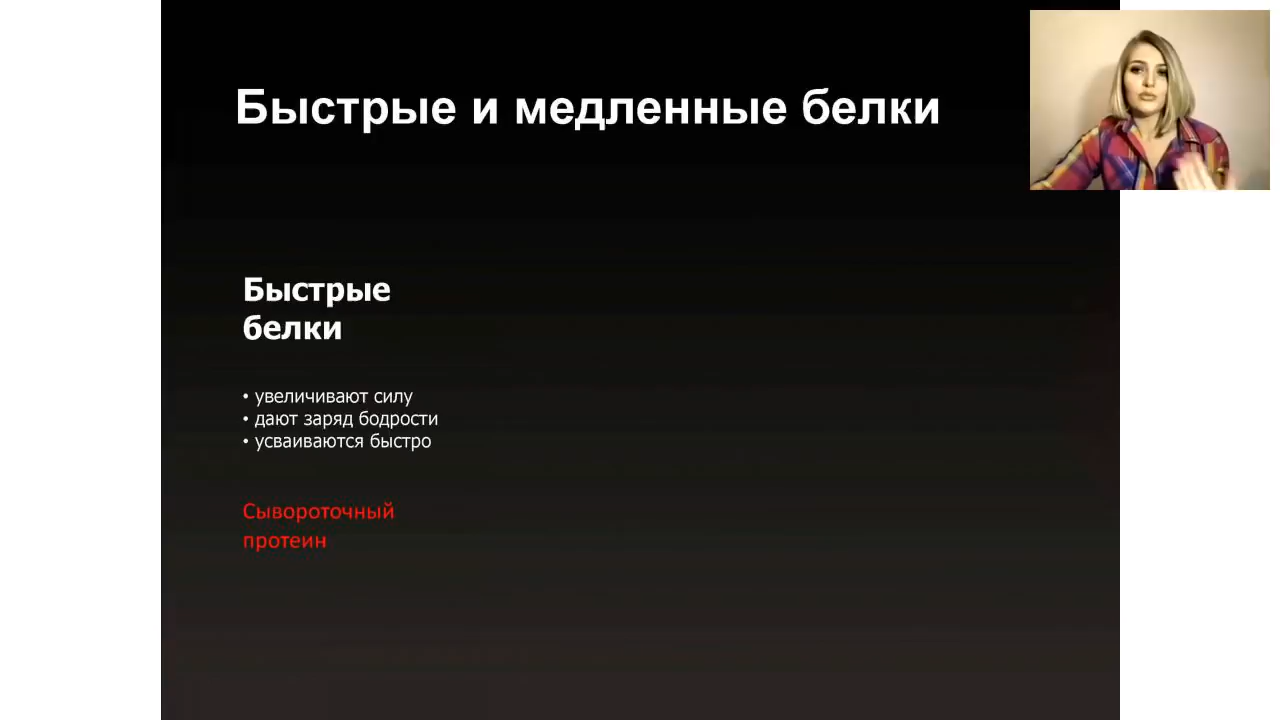 Быстрые и медленные белки
Быстрые
белки
• увеличивают силу
• дают заряд бодрости
• усваиваются быстро
Сывороточный
протеин